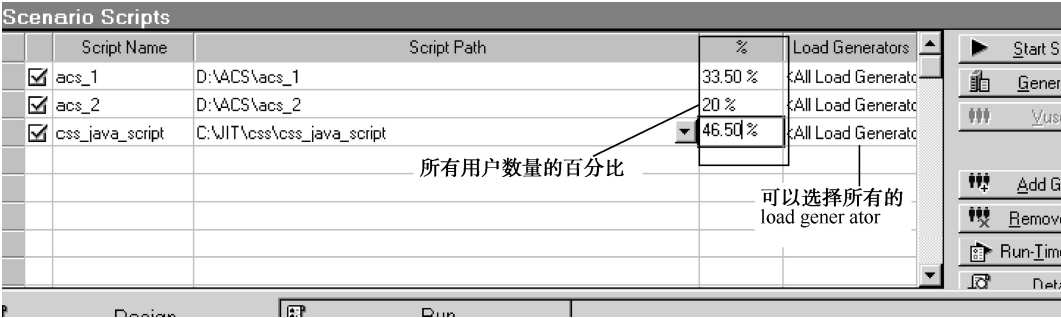 Scenario Scripts
Script Name Script Path % Load Generators
acs_1 D:\ACS\acs_1 33.50 % <All Load Generato
acs_2 D:\ACS\acs_2 20 % <All Load Generato
css_java_script C:\JIT\css\css_java_script 46.50 % <All Load Generato
所有用户数量的百分比
可以选择所有的
load gener ator
Start S
Gener
Vuse
Add G
Remove
Run-Time
Deta
Design Run